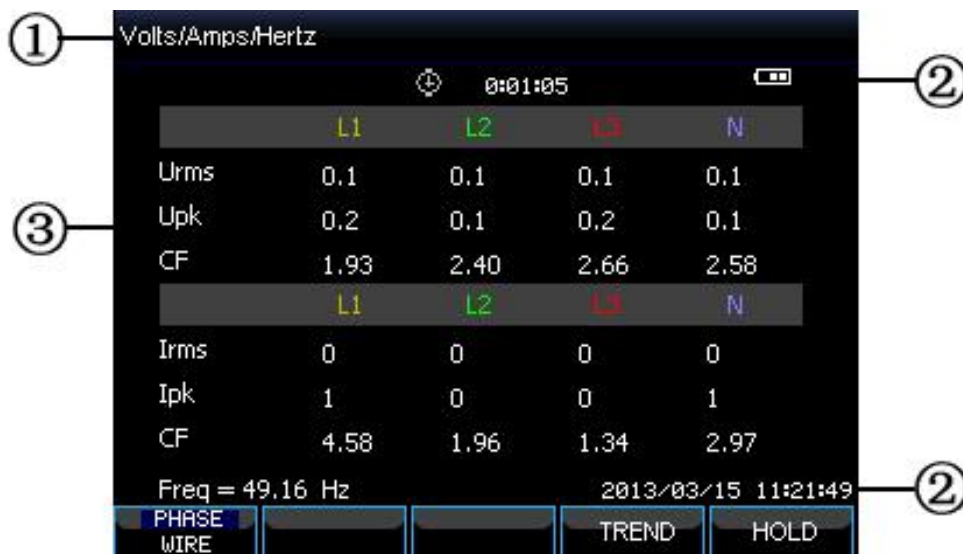 ① Volts/Amps/Hertz
0:01:05 ②
L1 L2 L3 N
Urms 0.1 0.1 0.1 0.1
③ Upk 0.2 0.1 0.2 0.1
CF 1.93 2.40 2.66 2.58
L1 L2 L3 N
Irms 0 0 0 0
Ipk 1 0 0 1
CF 4.58 1.96 1.34 2.97
Freq = 49.16 Hz 2013/03/15 11:21:49 ②
PHASE TREND HOLD
WIRE